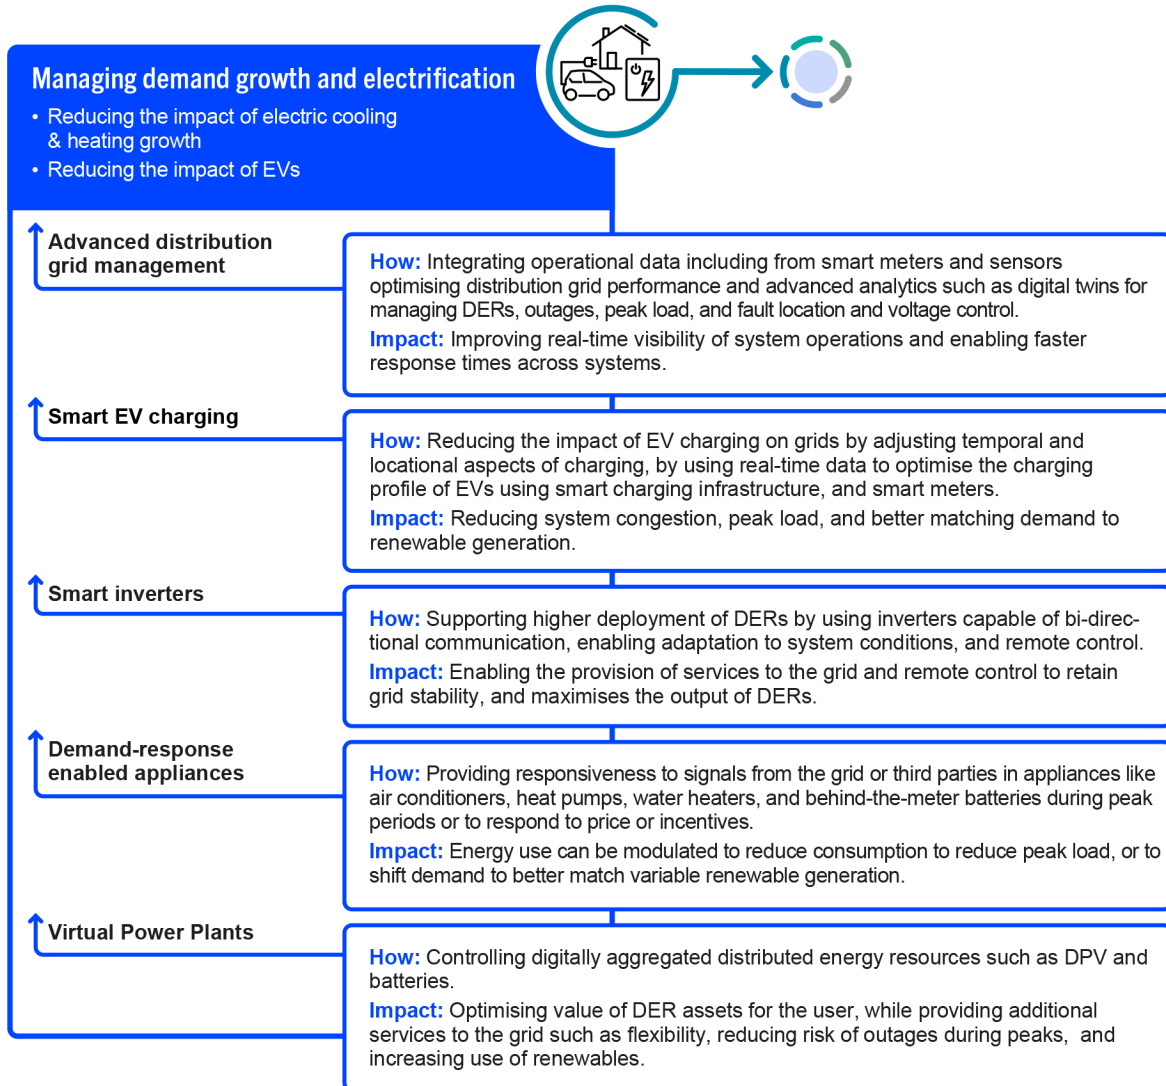 Managing demand growth and electrification
• Reducing the impact of electric cooling
& heating growth
• Reducing the impact of EVs
Advanced distribution
grid management
How: Integrating operational data including from smart meters and sensors
optimising distribution grid performance and advanced analytics such as digital twins for
managing DERs, outages, peak load, and fault location and voltage control.
Impact: Improving real-time visibility of system operations and enabling faster
response times across systems.
Smart EV charging
How: Reducing the impact of EV charging on grids by adjusting temporal and
locational aspects of charging, by using real-time data to optimise the charging
profile of EVs using smart charging infrastructure, and smart meters.
Impact: Reducing system congestion, peak load, and better matching demand to
renewable generation.
Smart inverters
How: Supporting higher deployment of DERs by using inverters capable of bi-direc-
tional communication, enabling adaptation to system conditions, and remote control.
Impact: Enabling the provision of services to the grid and remote control to retain
grid stability, and maximises the output of DERs.
Demand-response
enabled appliances
How: Providing responsiveness to signals from the grid or third parties in appliances like
air conditioners, heat pumps, water heaters, and behind-the-meter batteries during peak
periods or to respond to price or incentives.
Impact: Energy use can be modulated to reduce consumption to reduce peak load, or to
shift demand to better match variable renewable generation.
Virtual Power Plants
How: Controlling digitally aggregated distributed energy resources such as DPV and
batteries.
Impact: Optimising value of DER assets for the user, while providing additional
services to the grid such as flexibility, reducing risk of outages during peaks, and
increasing use of renewables.